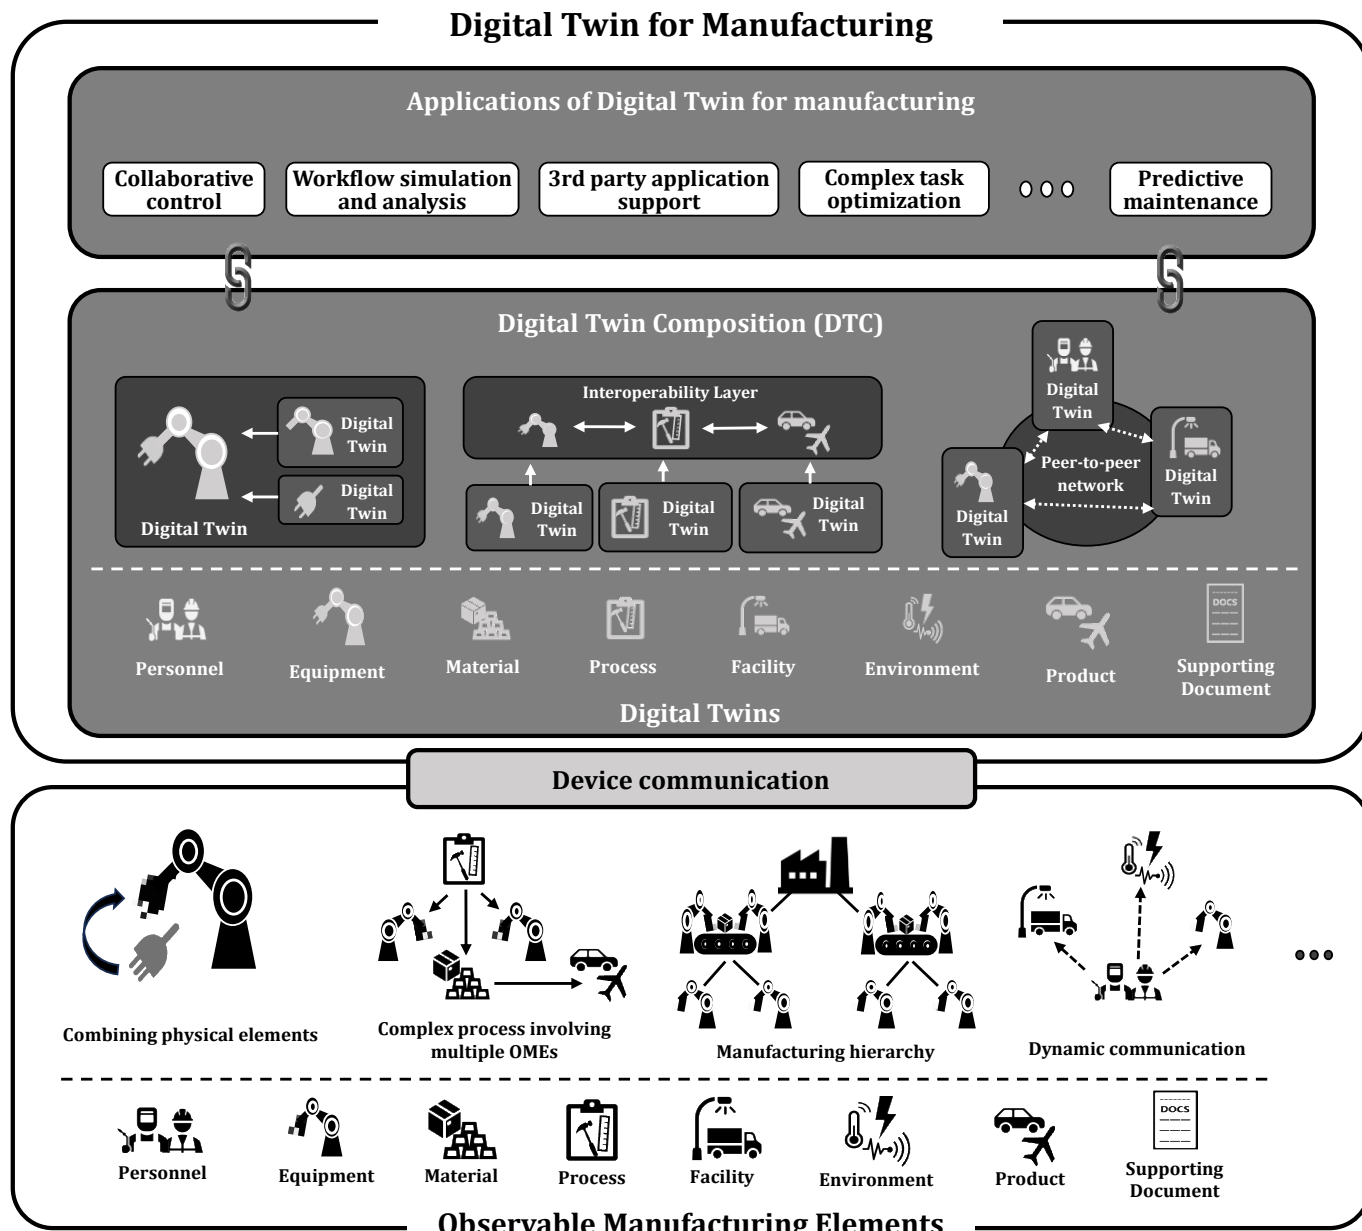 Digital Twin for Manufacturing
Applications of Digital Twin for manufacturing
Collaborative
control
Workflow simulation
and analysis
3rd party application
support
Complex task
optimization
Predictive
maintenance
Digital Twin Composition (DTC)
Digital
Twin
Digital
Twin
Digital Twin
Interoperability Layer
Digital
Twin
Digital
Twin
Digital
Twin
Digital
Twin
Peer-to-peer
network
Digital
Twin
Digital
Twin
Personnel
Equipment
Material
Process
Facility
Environment
Product
DOCS
Supporting
Document
Digital Twins
Device communication
Combining physical elements
Complex process involving
multiple OMEs
Manufacturing hierarchy
Dynamic communication
Personnel
Equipment
Material
Process
Facility
Environment
Product
DOCS
Supporting
Document
Observable Manufacturing Elements